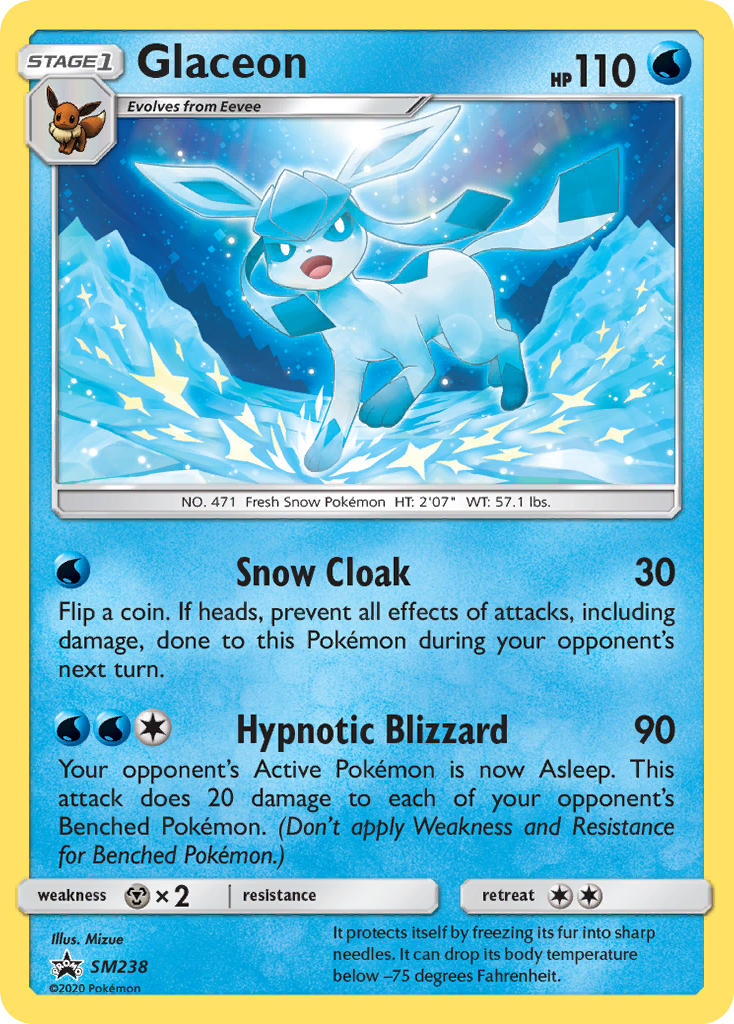 STAGE1
Glaceon
HP110
Evolves from Eevee
NO. 471 Fresh Snow Pokémon HT: 2'07" WT: 57.1 lbs.
Snow Cloak 30
Flip a coin. If heads, prevent all effects of attacks, including
damage, done to this Pokémon during your opponent's
next turn.
Hypnotic Blizzard 90
Your opponent's Active Pokémon is now Asleep. This
attack does 20 damage to each of your opponent's
Benched Pokémon. (Don't apply Weakness and Resistance
for Benched Pokémon.)
weakness ×2 resistance retreat
Illus. Mizue
PROMO SM238
©2020 Pokémon
It protects itself by freezing its fur into sharp
needles. It can drop its body temperature
below –75 degrees Fahrenheit.